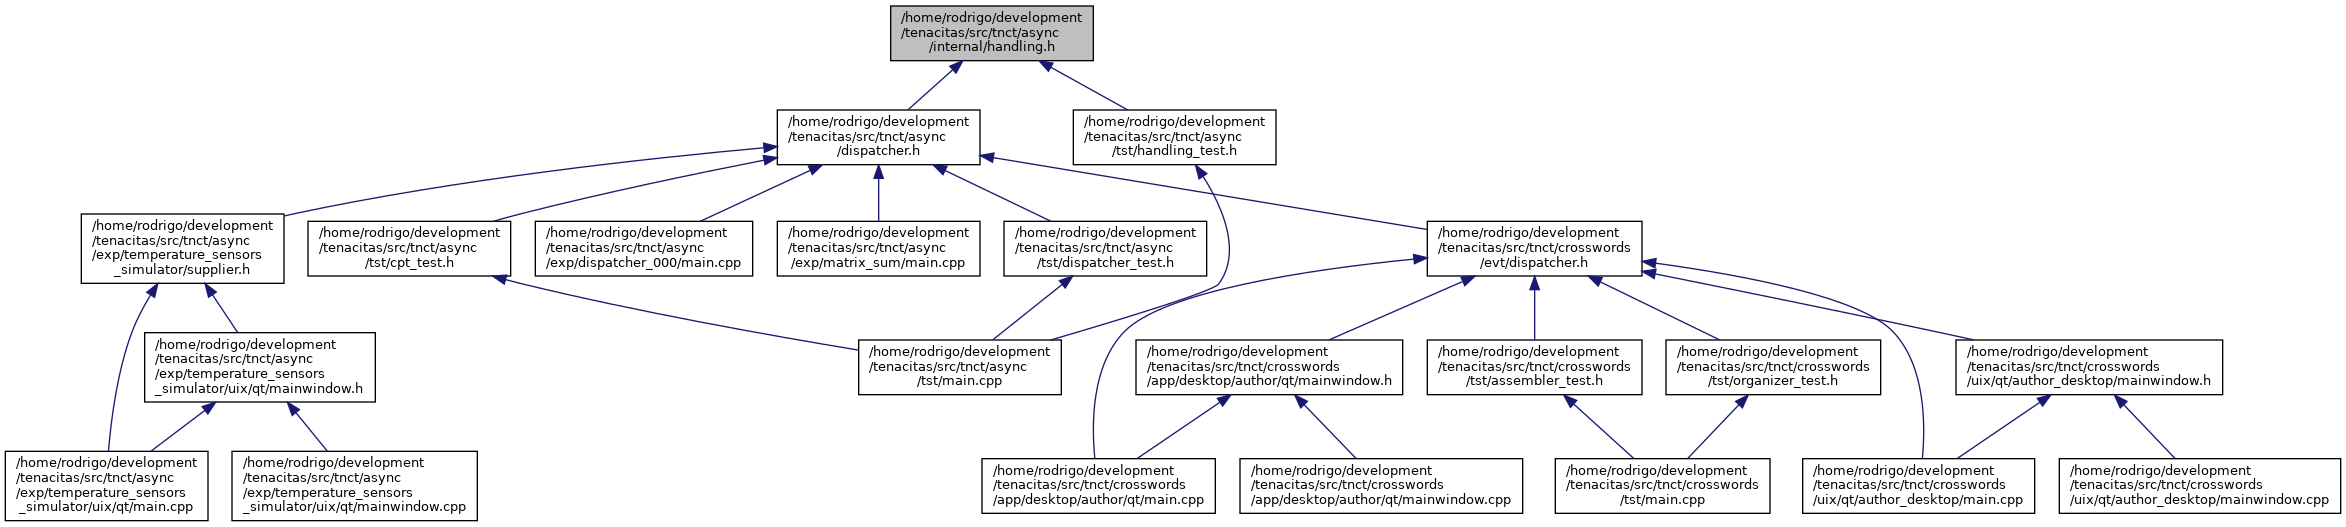 /home/rodrigo/development
/tenacitas/src/tnct/async
/internal/handling.h
/home/rodrigo/development
/tenacitas/src/tnct/async
/dispatcher.h
/home/rodrigo/development
/tenacitas/src/tnct/async
/tst/handling_test.h
/home/rodrigo/development
/tenacitas/src/tnct/async
/exp/temperature_sensors
_simulator/supplier.h
/home/rodrigo/development
/tenacitas/src/tnct/async
/tst/cpt_test.h
/home/rodrigo/development
/tenacitas/src/tnct/async
/exp/dispatcher_000/main.cpp
/home/rodrigo/development
/tenacitas/src/tnct/async
/exp/matrix_sum/main.cpp
/home/rodrigo/development
/tenacitas/src/tnct/async
/tst/dispatcher_test.h
/home/rodrigo/development
/tenacitas/src/tnct/crosswords
/evt/dispatcher.h
/home/rodrigo/development
/tenacitas/src/tnct/async
/exp/temperature_sensors
_simulator/uix/qt/mainwindow.h
/home/rodrigo/development
/tenacitas/src/tnct/async
/tst/main.cpp
/home/rodrigo/development
/tenacitas/src/tnct/crosswords
/app/desktop/author/qt/mainwindow.h
/home/rodrigo/development
/tenacitas/src/tnct/crosswords
/tst/assembler_test.h
/home/rodrigo/development
/tenacitas/src/tnct/crosswords
/tst/organizer_test.h
/home/rodrigo/development
/tenacitas/src/tnct/crosswords
/uix/qt/author_desktop/mainwindow.h
/home/rodrigo/development
/tenacitas/src/tnct/async
/exp/temperature_sensors
_simulator/uix/qt/main.cpp
/home/rodrigo/development
/tenacitas/src/tnct/async
/exp/temperature_sensors
_simulator/uix/qt/mainwindow.cpp
/home/rodrigo/development
/tenacitas/src/tnct/crosswords
/app/desktop/author/qt/main.cpp
/home/rodrigo/development
/tenacitas/src/tnct/crosswords
/app/desktop/author/qt/mainwindow.cpp
/home/rodrigo/development
/tenacitas/src/tnct/crosswords
/tst/main.cpp
/home/rodrigo/development
/tenacitas/src/tnct/crosswords
/uix/qt/author_desktop/main.cpp
/home/rodrigo/development
/tenacitas/src/tnct/crosswords
/uix/qt/author_desktop/mainwindow.cpp